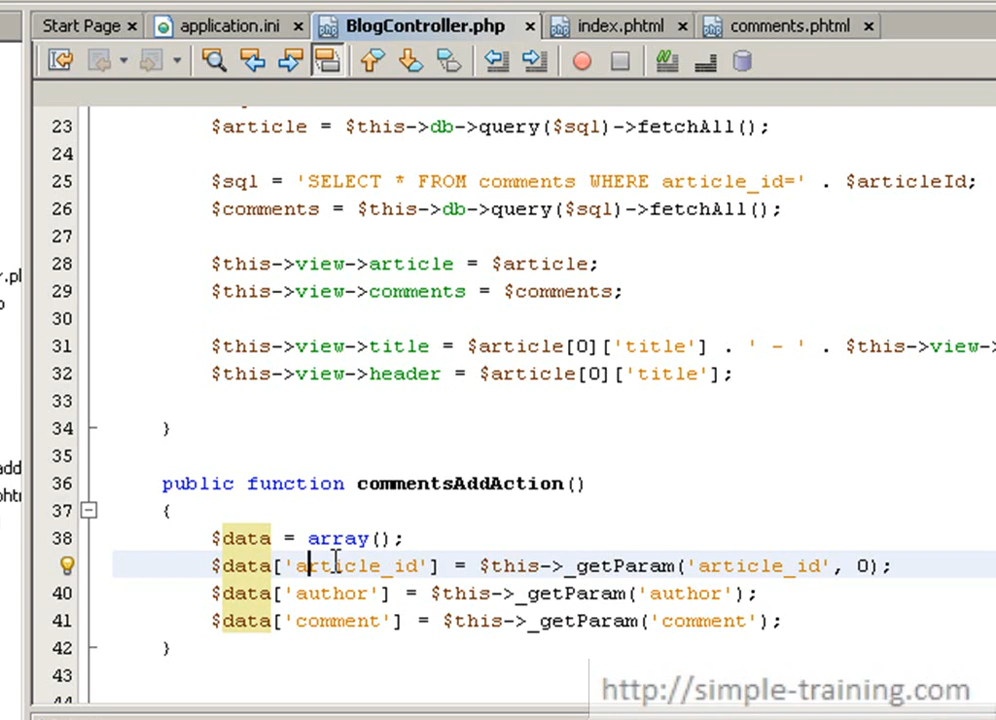 Start Page application.ini BlogController.php index.phtml comments.phtml
23 $article = $this->db->query($sql)->fetchAll();
24
25 $sql = 'SELECT * FROM comments WHERE article_id=' . $articleId;
26 $comments = $this->db->query($sql)->fetchAll();
27
28 $this->view->article = $article;
29 $this->view->comments = $comments;
30
31 $this->view->title = $article[0]['title'] . ' - ' . $this->view->
32 $this->view->header = $article[0]['title'];
33
34 }
35
36 public function commentsAddAction()
37 {
38 $data = array();
$data['article_id'] = $this->_getParam('article_id', 0);
40 $data['author'] = $this->_getParam('author');
41 $data['comment'] = $this->_getParam('comment');
42 }
43
44
http://simple-training.com